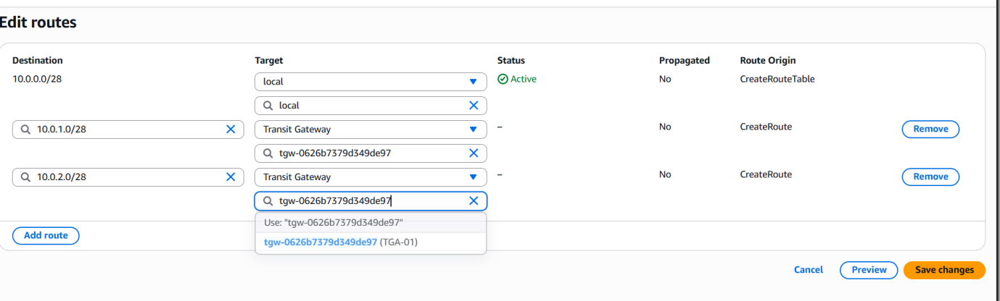 Edit routes
Destination Target Status Propagated Route Origin
10.0.0.0/28 local Active No CreateRouteTable
local
10.0.1.0/28 Transit Gateway – No CreateRoute Remove
tgw-0626b7379d349de97
10.0.2.0/28 Transit Gateway – No CreateRoute Remove
tgw-0626b7379d349de97
Use: "tgw-0626b7379d349de97"
Add route
tgw-0626b7379d349de97 (TGA-01)
Cancel Preview Save changes